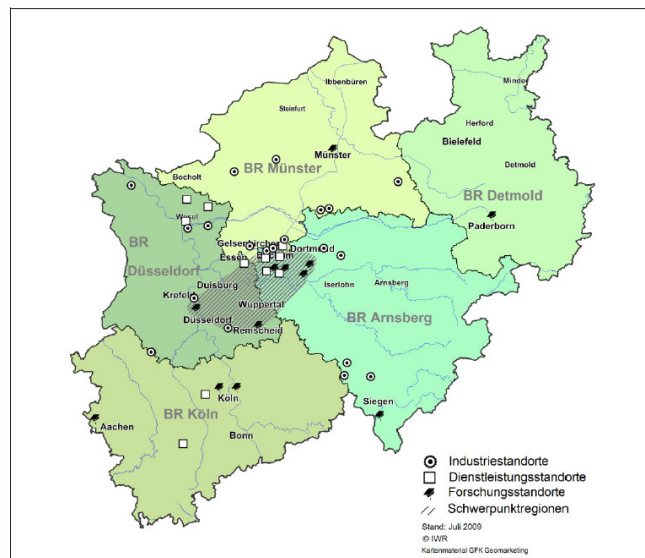 Ibbenbüren
Minden
Steinfurt
Herford
Bielefeld
Münster
Detmold
BR Münster
Bocholt
BR Detmold
Wesel
Paderborn
BR
Düsseldorf
Gelsenkirchen
Dortmund
Essen
Duisburg
Iserlohn
Arnsberg
Krefeld
Wuppertal
BR Arnsberg
Düsseldorf
Remscheid
Köln
Siegen
BR Köln
Aachen
Bonn
Industriestandorte
Dienstleistungsstandorte
Forschungsstandorte
Schwerpunktregionen
Stand: Juli 2009
© IWR
Kartenmaterial GFK Geomarketing